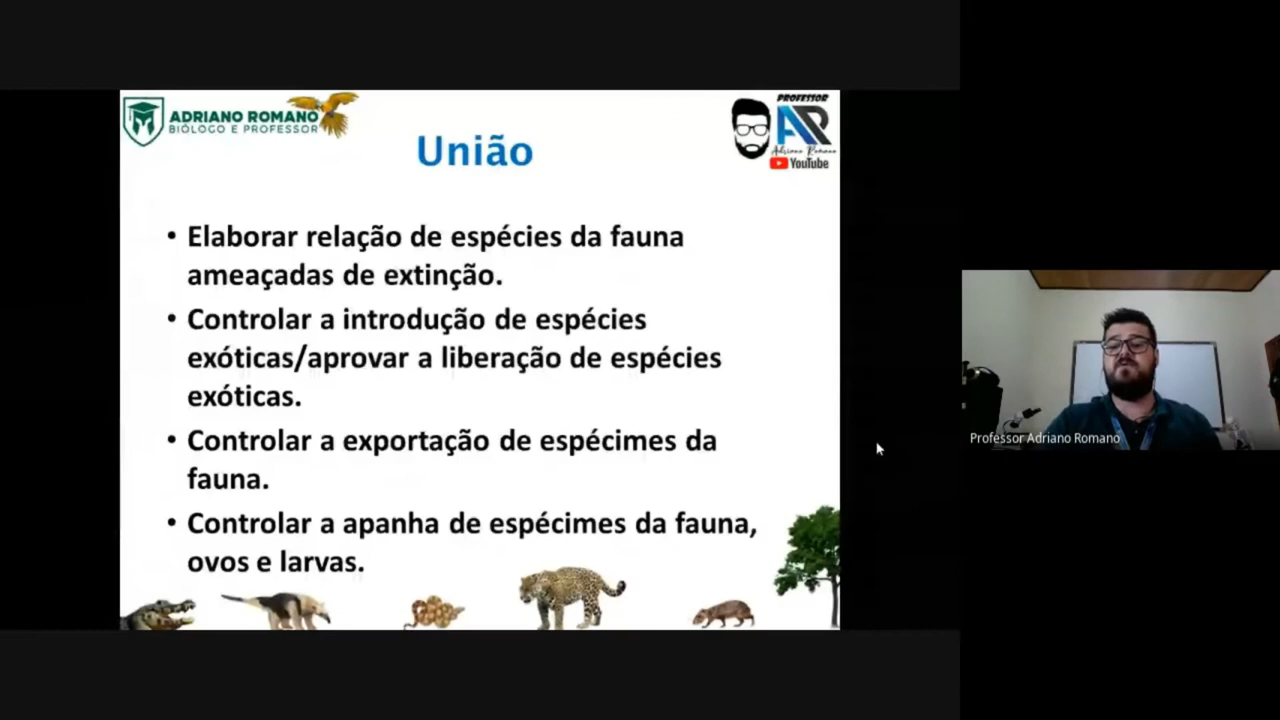 ADRIANO ROMANO
BIÓLOGO E PROFESSOR
PROFESSOR
AR
Adriano Romano
YouTube
União
• Elaborar relação de espécies da fauna
ameaçadas de extinção.
• Controlar a introdução de espécies
exóticas/aprovar a liberação de espécies
exóticas.
• Controlar a exportação de espécimes da
fauna.
• Controlar a apanha de espécimes da fauna,
ovos e larvas.
Professor Adriano Romano